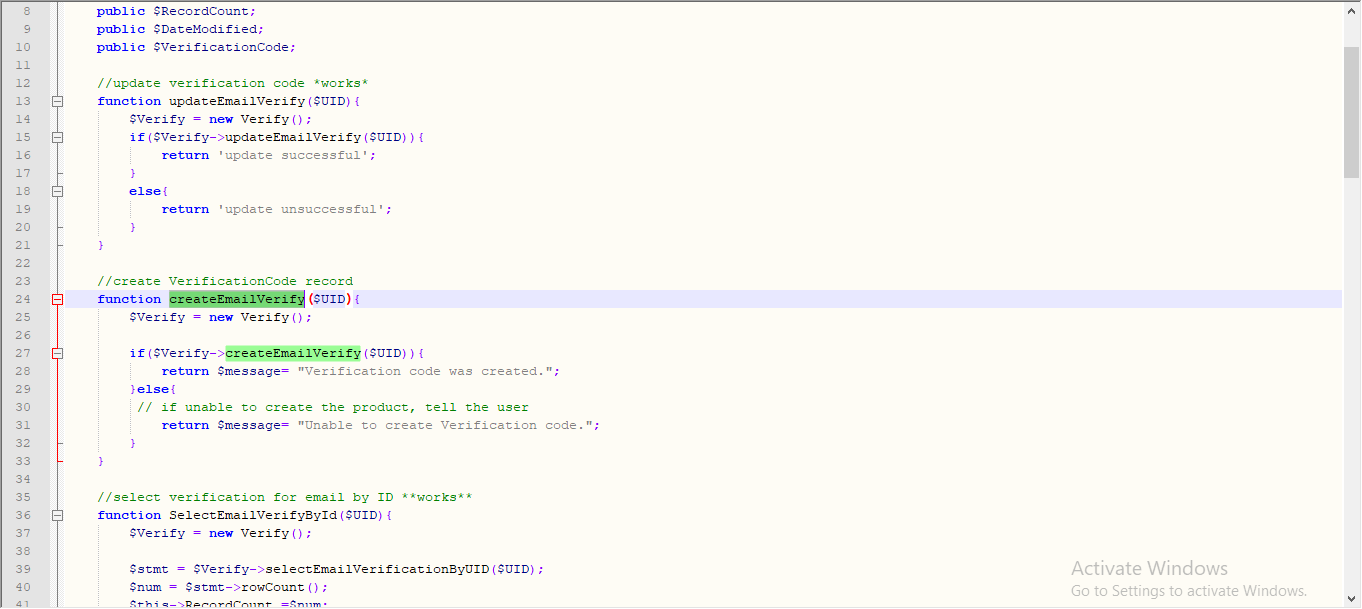 8 public $RecordCount;
9 public $DateModified;
10 public $VerificationCode;
11
12 //update verification code *works*
13 function updateEmailVerify($UID){
14 $Verify = new Verify();
15 if($Verify->updateEmailVerify($UID)){
16 return 'update successful';
17 }
18 else{
19 return 'update unsuccessful';
20 }
21 }
22
23 //create VerificationCode record
24 function createEmailVerify($UID){
25 $Verify = new Verify();
26
27 if($Verify->createEmailVerify($UID)){
28 return $message= "Verification code was created.";
29 }else{
30 // if unable to create the product, tell the user
31 return $message= "Unable to create Verification code.";
32 }
33 }
34
35 //select verification for email by ID **works**
36 function SelectEmailVerifyById($UID){
37 $Verify = new Verify();
38
39 $stmt = $Verify->selectEmailVerificationByUID($UID);
40 $num = $stmt->rowCount();
41 $this->RecordCount =$num;
Activate Windows
Go to Settings to activate Windows.